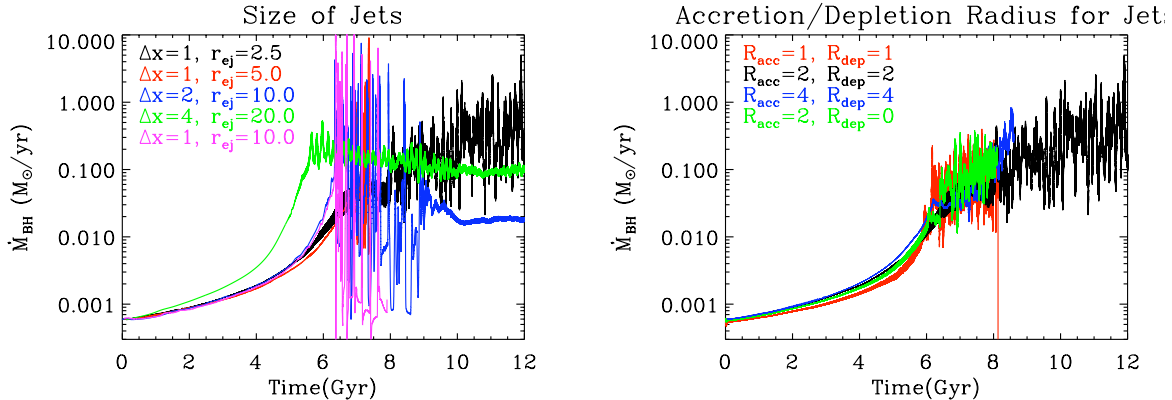 Size of Jets
10.000
1.000
0.100
0.010
0.001
Ṁ_BH (M_⊙/yr)
Δx=1, r_ej=2.5
Δx=1, r_ej=5.0
Δx=2, r_ej=10.0
Δx=4, r_ej=20.0
Δx=1, r_ej=10.0
0 2 4 6 8 10 12
Time(Gyr)
Accretion/Depletion Radius for Jets
10.000
1.000
0.100
0.010
0.001
Ṁ_BH (M_⊙/yr)
R_acc=1, R_dep=1
R_acc=2, R_dep=2
R_acc=4, R_dep=4
R_acc=2, R_dep=0
0 2 4 6 8 10 12
Time(Gyr)